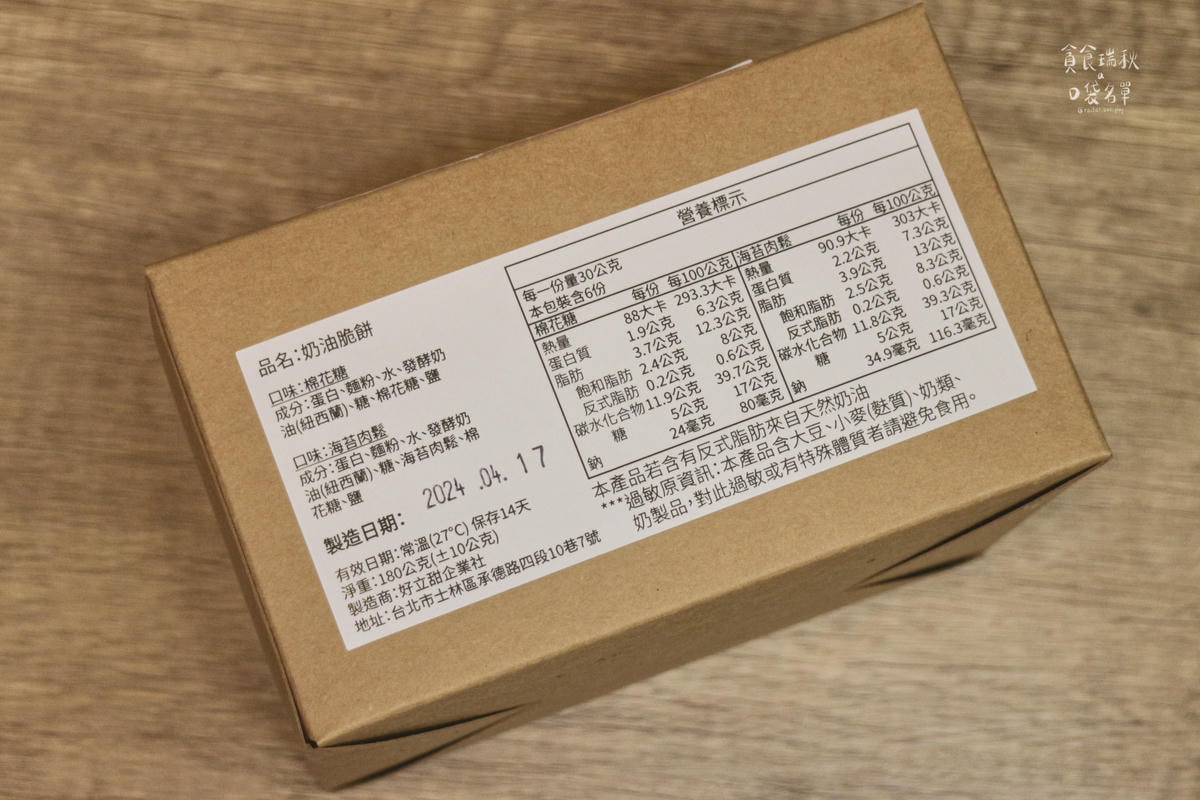 貪食瑞秋
a
口袋名單
品名：奶油脆餅
口味：棉花糖
成分：蛋白、麵粉、水、發酵奶
油(紐西蘭)、糖、棉花糖、鹽
口味：海苔肉鬆
成分：蛋白、麵粉、水、發酵奶
油(紐西蘭)、糖、海苔肉鬆、棉
花糖、鹽
製造日期： 2024 .04. 17
有效日期：常溫(27°C) 保存14天
淨重：180公克(±10公克)
製造商：好立甜企業社
地址：台北市士林區承德路四段10巷7號
營養標示
每一份量30公克
本包裝含6份
棉花糖 每份 每100公克
熱量 88大卡 293.3大卡
蛋白質 1.9公克 6.3公克
脂肪 3.7公克 12.3公克
飽和脂肪 2.4公克 8公克
反式脂肪 0.2公克 0.6公克
碳水化合物 11.9公克 39.7公克
糖 5公克 17公克
鈉 24毫克 80毫克
海苔肉鬆 每份 每100公克
熱量 90.9大卡 303大卡
蛋白質 2.2公克 7.3公克
脂肪 3.9公克 13公克
飽和脂肪 2.5公克 8.3公克
反式脂肪 0.2公克 0.6公克
碳水化合物 11.8公克 39.3公克
糖 5公克 17公克
鈉 34.9毫克 116.3毫克
本產品若含有反式脂肪來自天然奶油
***過敏原資訊：本產品含大豆、小麥(麩質)、奶類、
奶製品，對此過敏或有特殊體質者請避免食用。